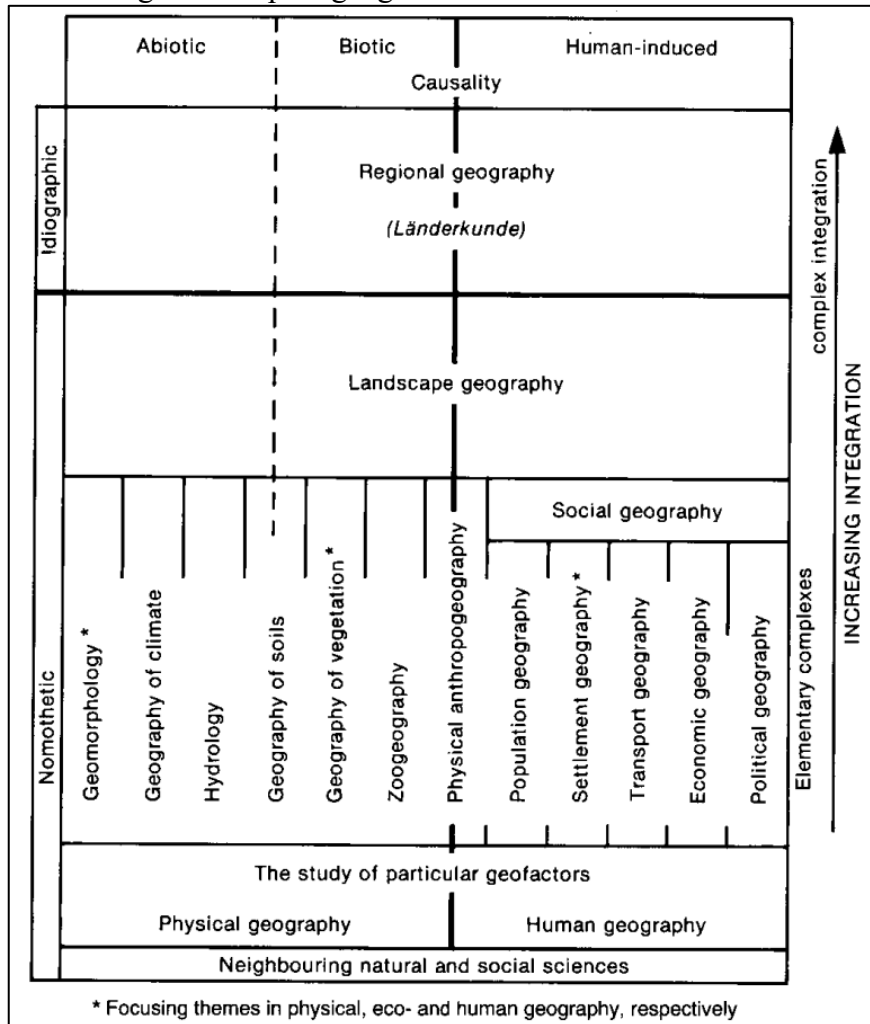 Abiotic
Biotic
Human-induced
Causality
Idiographic
Regional geography
(Länderkunde)
complex integration
Landscape geography
INCREASING INTEGRATION
Social geography
Nomothetic
Geomorphology *
Geography of climate
Hydrology
Geography of soils
Geography of vegetation *
Zoogeography
Physical anthropogeography
Population geography
Settlement geography *
Transport geography
Economic geography
Political geography
Elementary complexes
The study of particular geofactors
Physical geography
Human geography
Neighbouring natural and social sciences
* Focusing themes in physical, eco- and human geography, respectively